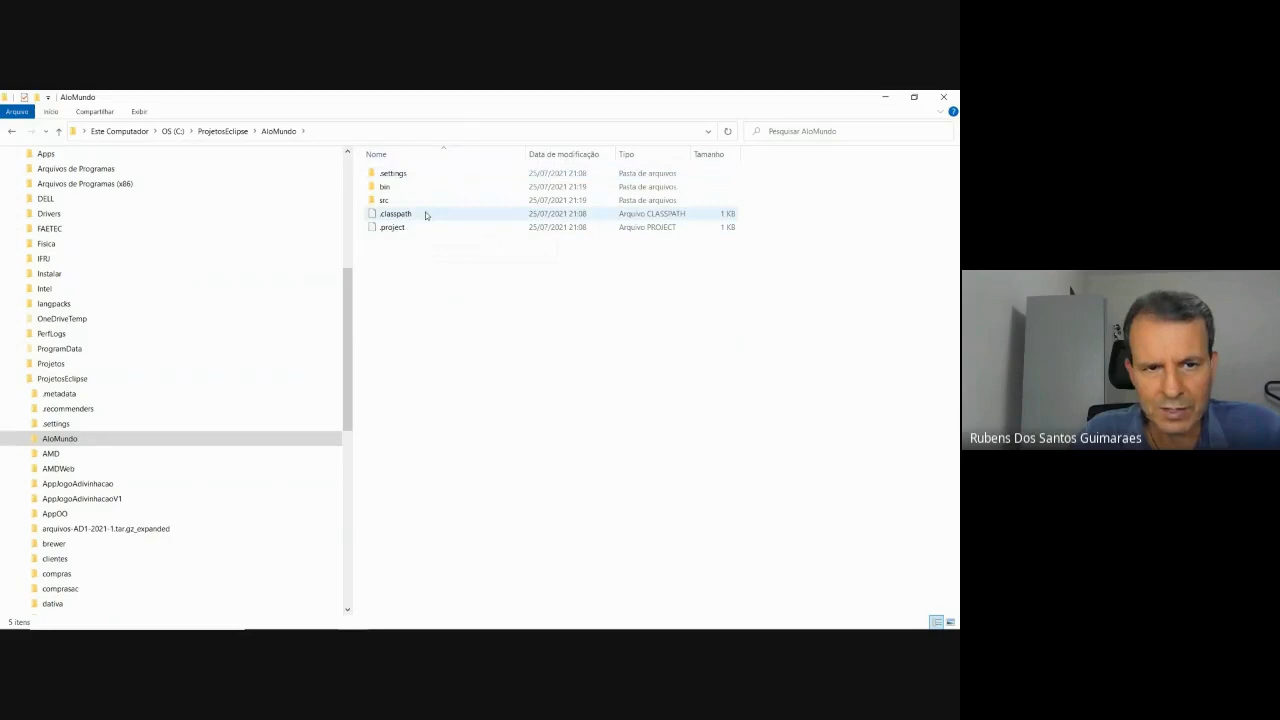 AloMundo
Arquivo Início Compartilhar Exibir
Este Computador > OS (C:) > ProjetosEclipse > AloMundo >
Pesquisar AloMundo
Apps
Arquivos de Programas
Arquivos de Programas (x86)
DELL
Drivers
FAETEC
Fisica
IFRJ
Instalar
Intel
langpacks
OneDriveTemp
PerfLogs
ProgramData
Projetos
ProjetosEclipse
.metadata
.recommenders
.settings
AloMundo
AMD
AMDWeb
AppJogoAdivinhacao
AppJogoAdivinhacaoV1
AppOO
arquivos-AD1-2021-1.tar.gz_expanded
brewer
clientes
compras
comprasac
dativa
Nome Data de modificação Tipo Tamanho
.settings 25/07/2021 21:08 Pasta de arquivos
bin 25/07/2021 21:19 Pasta de arquivos
src 25/07/2021 21:19 Pasta de arquivos
.classpath 25/07/2021 21:08 Arquivo CLASSPATH 1 KB
.project 25/07/2021 21:08 Arquivo PROJECT 1 KB
5 itens
Rubens Dos Santos Guimaraes